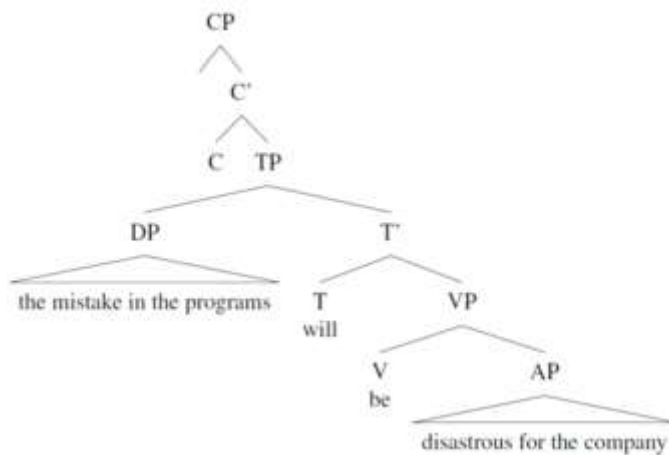 CP
C'
C TP
DP T'
the mistake in the programs T VP
will
V AP
be
disastrous for the company